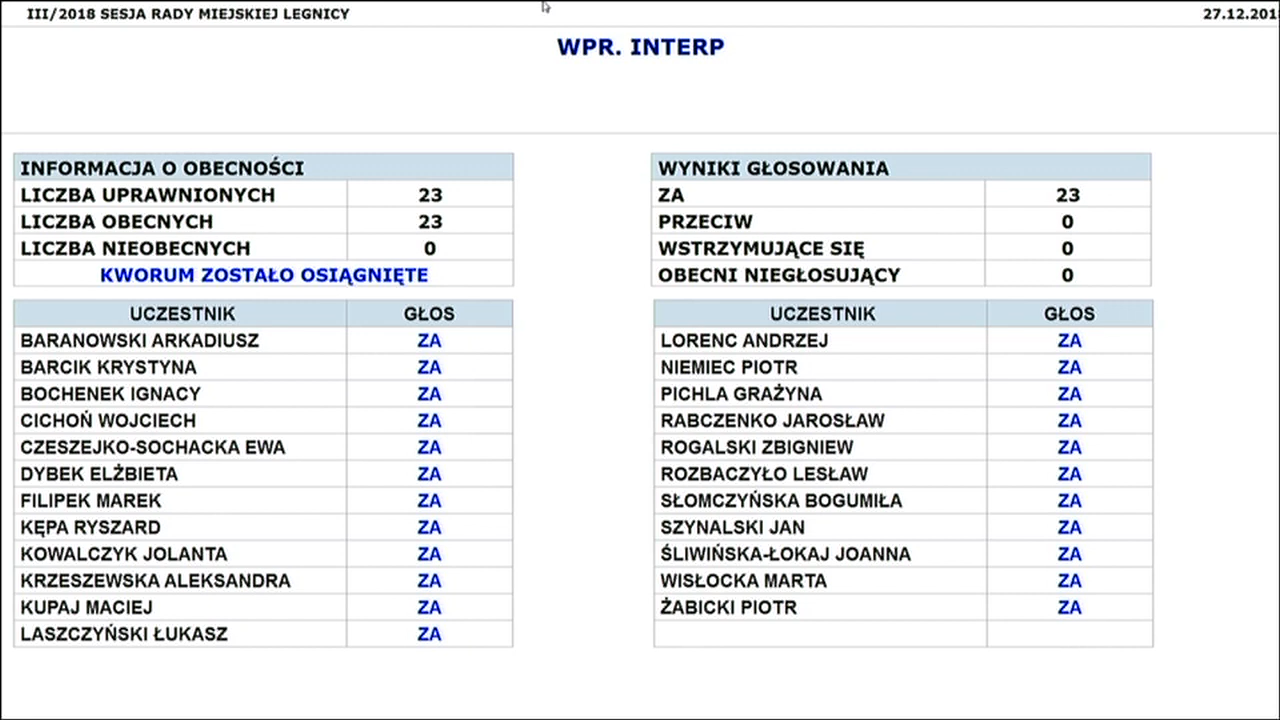 III/2018 SESJA RADY MIEJSKIEJ LEGNICY
27.12.201
WPR. INTERP
INFORMACJA O OBECNOŚCI
LICZBA UPRAWNIONYCH 23
LICZBA OBECNYCH 23
LICZBA NIEOBECNYCH 0
KWORUM ZOSTAŁO OSIĄGNIĘTE
WYNIKI GŁOSOWANIA
ZA 23
PRZECIW 0
WSTRZYMUJĄCE SIĘ 0
OBECNI NIEGŁOSUJĄCY 0
UCZESTNIK GŁOS
BARANOWSKI ARKADIUSZ ZA
BARCIK KRYSTYNA ZA
BOCHENEK IGNACY ZA
CICHOŃ WOJCIECH ZA
CZESZEJKO-SOCHACKA EWA ZA
DYBEK ELŻBIETA ZA
FILIPEK MAREK ZA
KĘPA RYSZARD ZA
KOWALCZYK JOLANTA ZA
KRZESZEWSKA ALEKSANDRA ZA
KUPAJ MACIEJ ZA
LASZCZYŃSKI ŁUKASZ ZA
UCZESTNIK GŁOS
LORENC ANDRZEJ ZA
NIEMIEC PIOTR ZA
PICHLA GRAŻYNA ZA
RABCZENKO JAROSŁAW ZA
ROGALSKI ZBIGNIEW ZA
ROZBACZYŁO LESŁAW ZA
SŁOMCZYŃSKA BOGUMIŁA ZA
SZYNALSKI JAN ZA
ŚLIWIŃSKA-ŁOKAJ JOANNA ZA
WISŁOCKA MARTA ZA
ŻABICKI PIOTR ZA